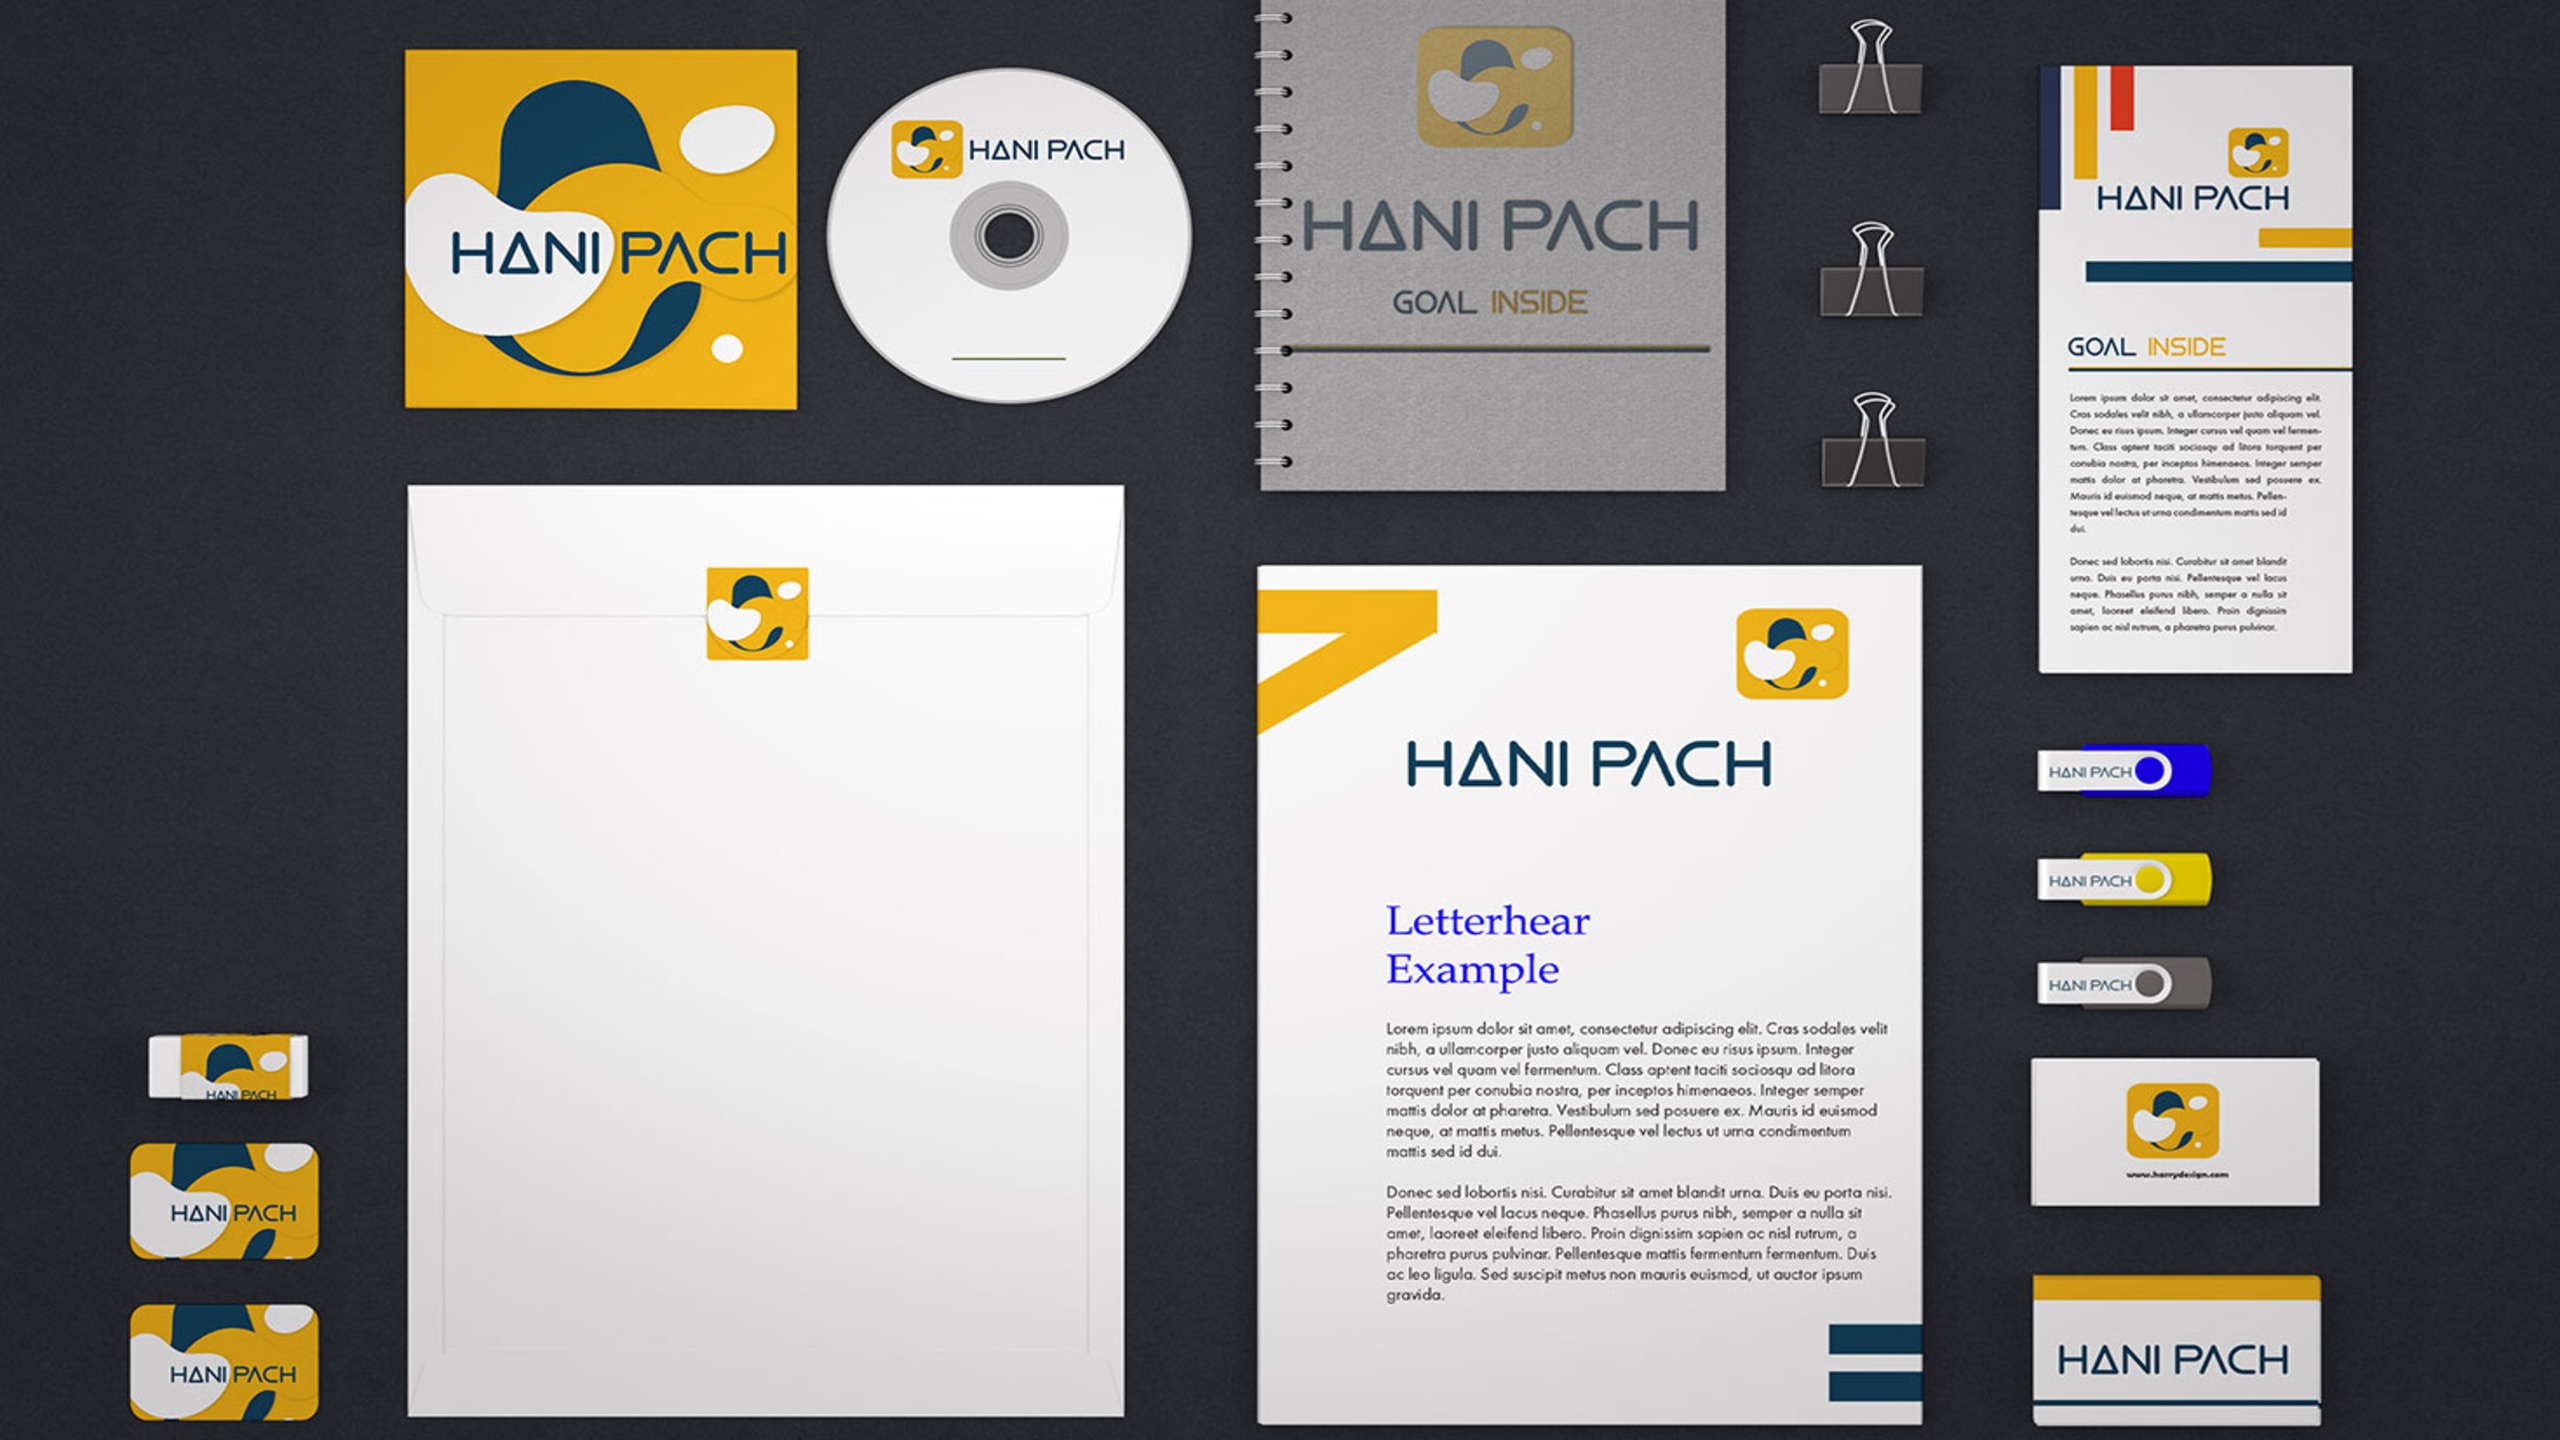 HANI PACH
HANI PACH
HANI PACH
GOAL INSIDE
HANI PACH
GOAL INSIDE
Lorem ipsum dolor sit amet, consectetur adipiscing elit.
Cras sodales velit nibh, a ullamcorper justo aliquam vel.
Donec eu risus ipsum. Integer cursus vel quam vel fermen-
tum. Class aptent taciti sociosqu ad litora torquent per
conubia nostra, per inceptos himenaeos. Integer semper
mattis dolor at pharetra. Vestibulum sed posuere ex.
Mauris id euismod neque, at mattis metus. Pellen-
tesque vel lectus ut urna condimentum mattis sed id
dui.
Donec sed lobortis nisi. Curabitur sit amet blandit
urna. Duis eu porta nisi. Pellentesque vel lacus
neque. Phasellus purus nibh, semper a nulla sit
amet, laoreet eleifend libero. Proin dignissim
sapien ac nisl rutrum, a pharetra purus pulvinar.
HANI PACH
Letterhear
Example
Lorem ipsum dolor sit amet, consectetur adipiscing elit. Cras sodales velit
nibh, a ullamcorper justo aliquam vel. Donec eu risus ipsum. Integer
cursus vel quam vel fermentum. Class aptent taciti sociosqu ad litora
torquent per conubia nostra, per inceptos himenaeos. Integer semper
mattis dolor at pharetra. Vestibulum sed posuere ex. Mauris id euismod
neque, at mattis metus. Pellentesque vel lectus ut urna condimentum
mattis sed id dui.
Donec sed lobortis nisi. Curabitur sit amet blandit urna. Duis eu porta nisi.
Pellentesque vel lacus neque. Phasellus purus nibh, semper a nulla sit
amet, laoreet eleifend libero. Proin dignissim sapien ac nisl rutrum, a
pharetra purus pulvinar. Pellentesque mattis fermentum fermentum. Duis
ac leo ligula. Sed suscipit metus non mauris euismod, ut auctor ipsum
gravida.
HANI PACH
HANI PACH
HANI PACH
www.harrydesign.com
HANI PACH
HANI PACH
HANI PACH
HANI PACH